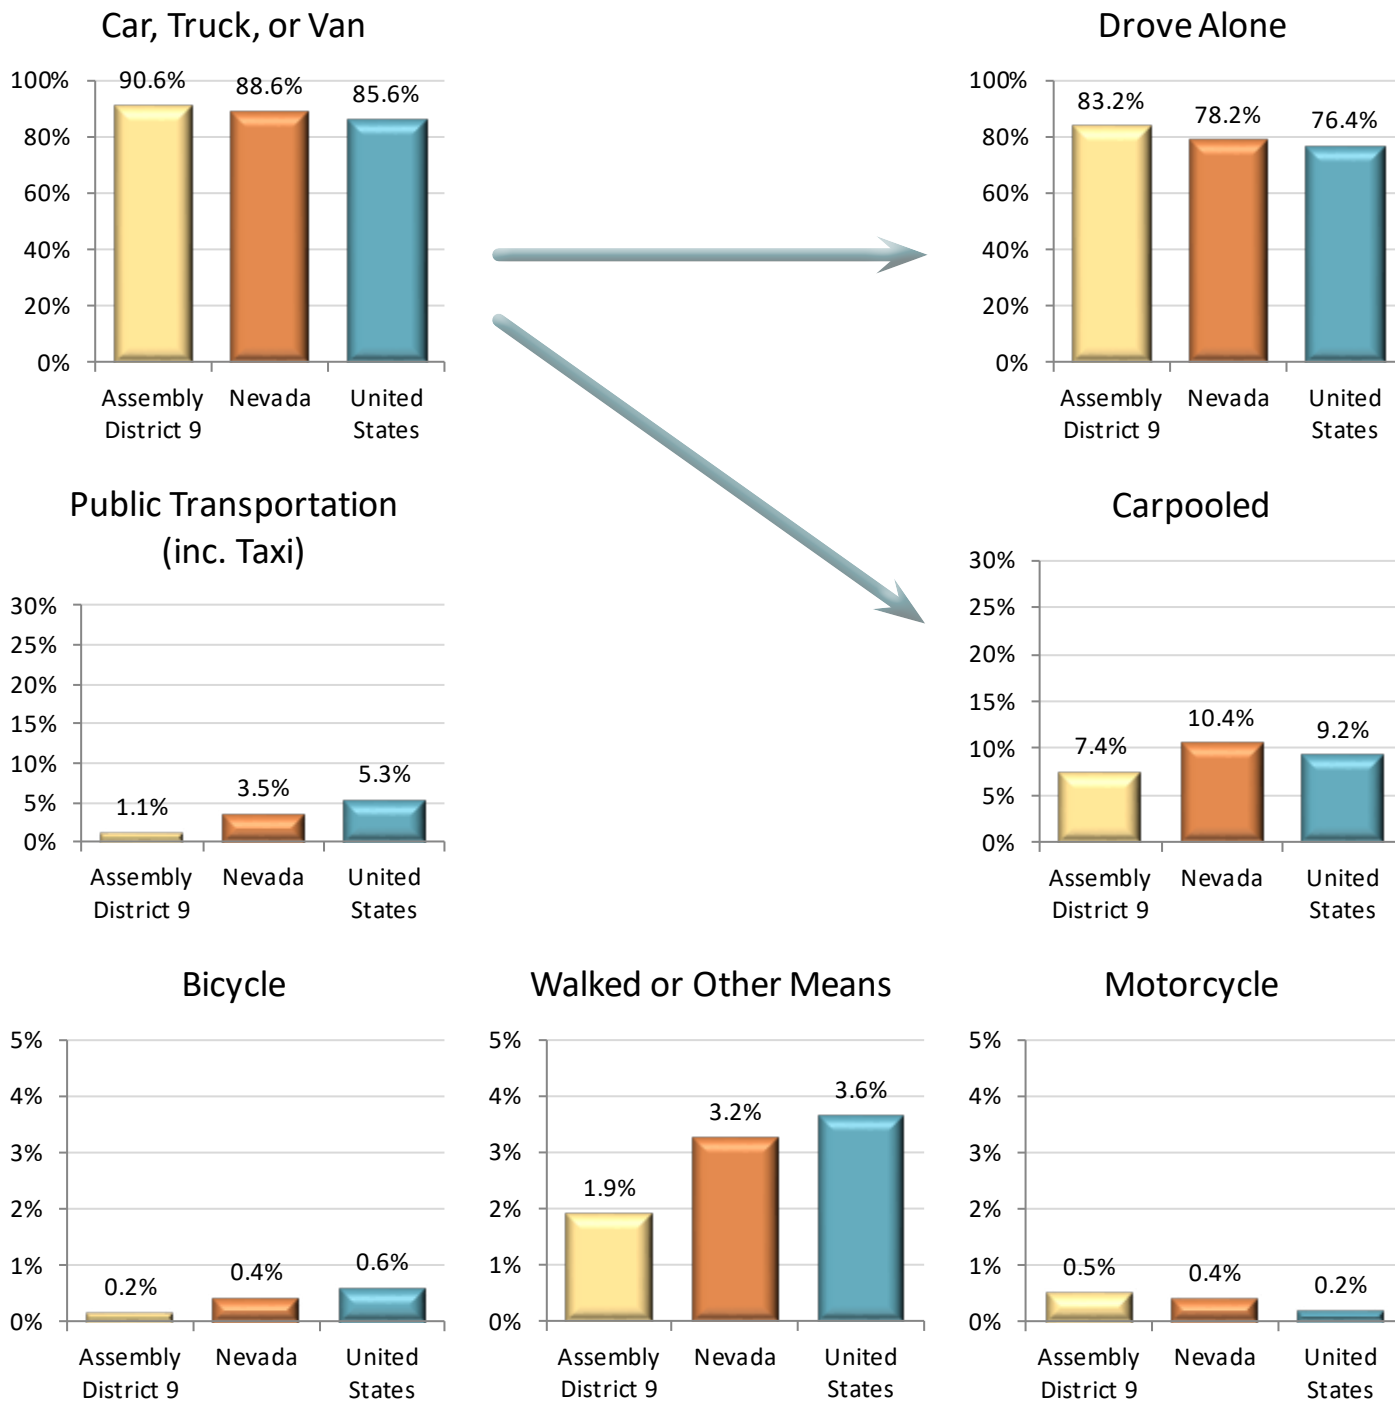 Car, Truck, or Van
100%
80%
60%
40%
20%
0%
90.6%
88.6%
85.6%
Assembly
District 9
Nevada
United
States
Drove Alone
100%
80%
60%
40%
20%
0%
83.2%
78.2%
76.4%
Assembly
District 9
Nevada
United
States
Public Transportation
(inc. Taxi)
30%
25%
20%
15%
10%
5%
0%
1.1%
3.5%
5.3%
Assembly
District 9
Nevada
United
States
Carpooled
30%
25%
20%
15%
10%
5%
0%
7.4%
10.4%
9.2%
Assembly
District 9
Nevada
United
States
Bicycle
5%
4%
3%
2%
1%
0%
0.2%
0.4%
0.6%
Assembly
District 9
Nevada
United
States
Walked or Other Means
5%
4%
3%
2%
1%
0%
1.9%
3.2%
3.6%
Assembly
District 9
Nevada
United
States
Motorcycle
5%
4%
3%
2%
1%
0%
0.5%
0.4%
0.2%
Assembly
District 9
Nevada
United
States